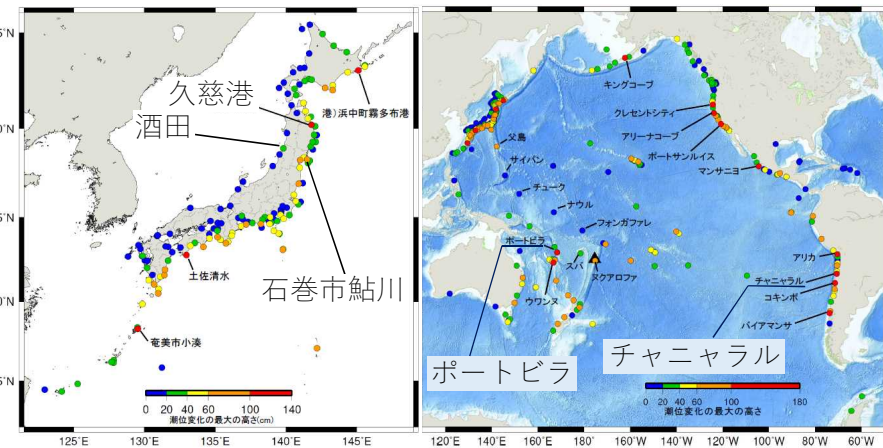 久慈港
酒田
港)浜中町霧多布港
石巻市鮎川
土佐清水
奄美市小湊
0 20 40 60 100 140
潮位変化の最大の高さ(cm)
125˚E 130˚E 135˚E 140˚E 145˚E
0˚N
5˚N
0˚N
5˚N
キングコーブ
クレセントシティ
アリーナコーブ
ポートサンルイス
マンサニヨ
父島
サイパン
チューク
ナウル
フォンガファレ
ポートビラ
スバ
ヌクアロファ
ウワンヌ
アリカ
チャニャラル
コキンボ
バイアマンサ
ポートビラ
チャニャラル
0 20 40 60 100 180
潮位変化の最大の高さ
120˚E 140˚E 160˚E 180˚ 160˚W 140˚W 120˚W 100˚W 80˚W 60˚W